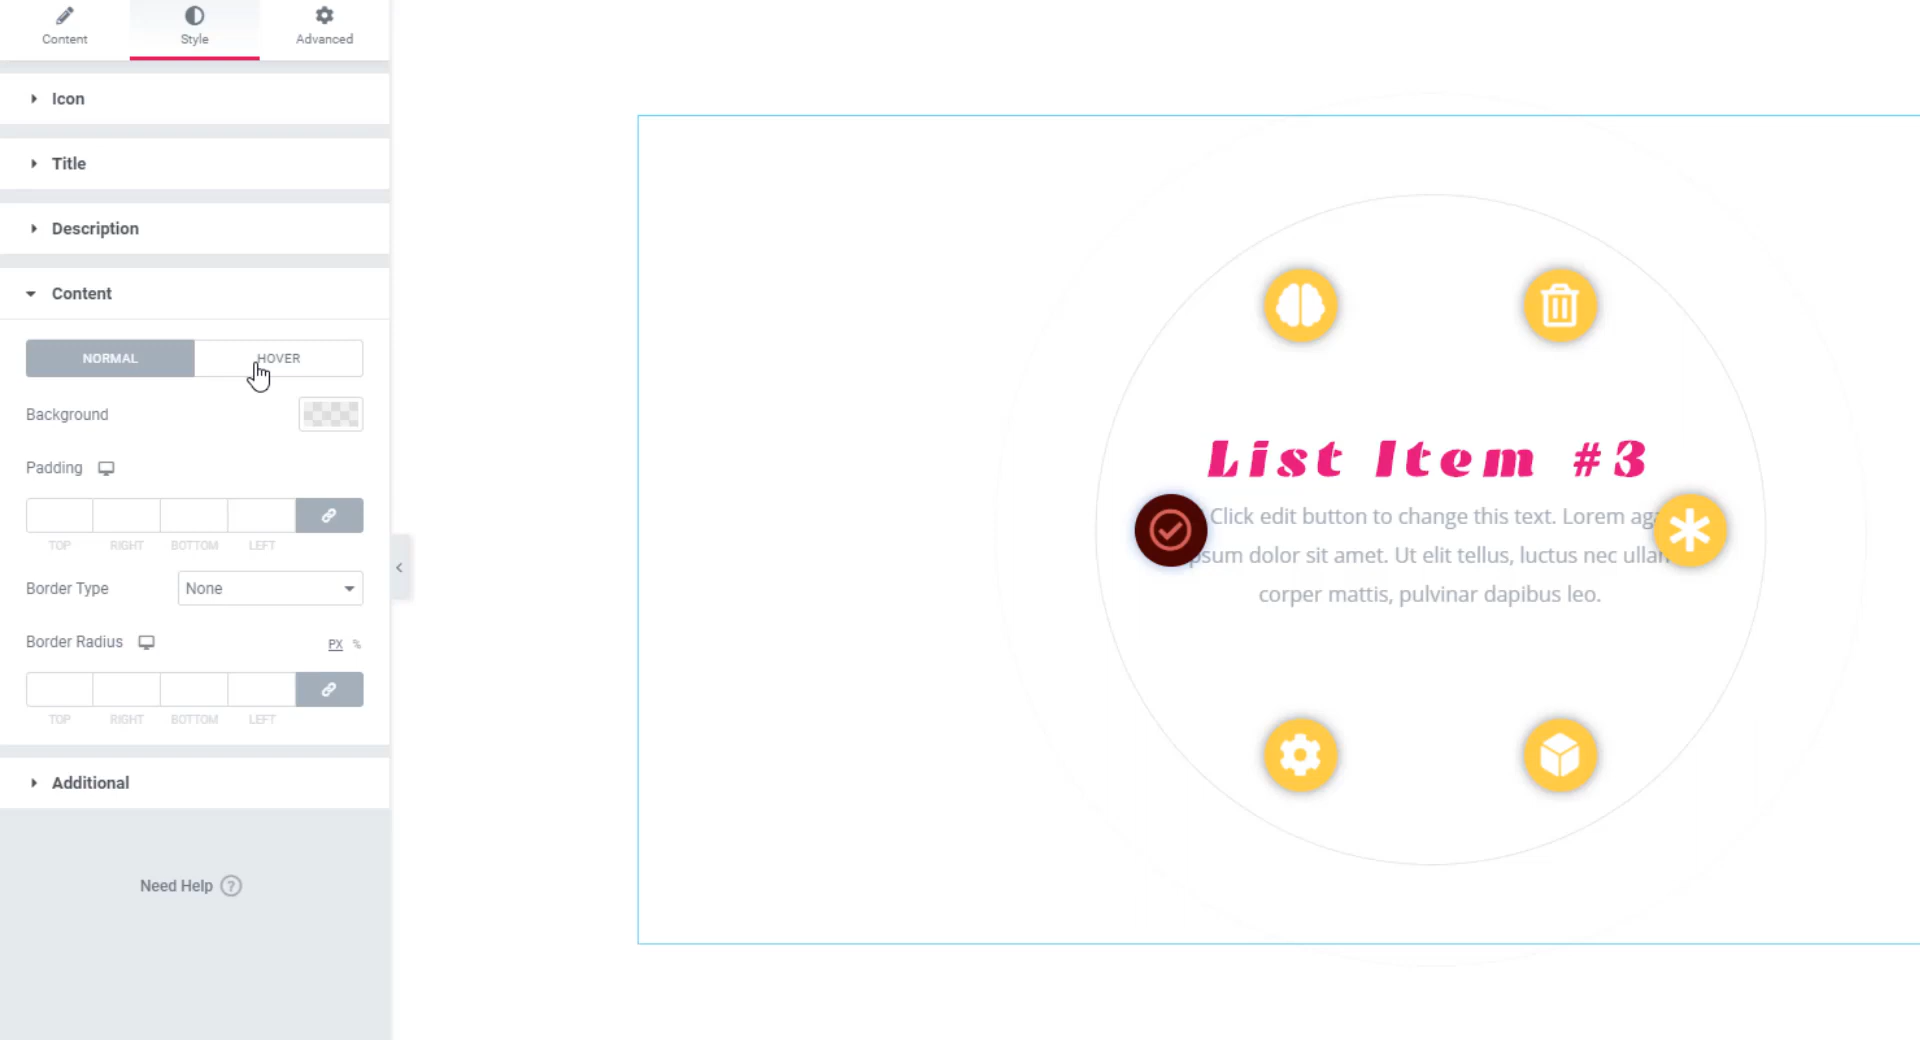 Content
Style
Advanced
Icon
Title
Description
Content
NORMAL
HOVER
Background
Padding
TOP RIGHT BOTTOM LEFT
Border Type
None
Border Radius
PX %
TOP RIGHT BOTTOM LEFT
Additional
Need Help ?
List Item #3
Click edit button to change this text. Lorem
dolor sit amet. Ut elit tellus, luctus nec
corper mattis, pulvinar dapibus leo.